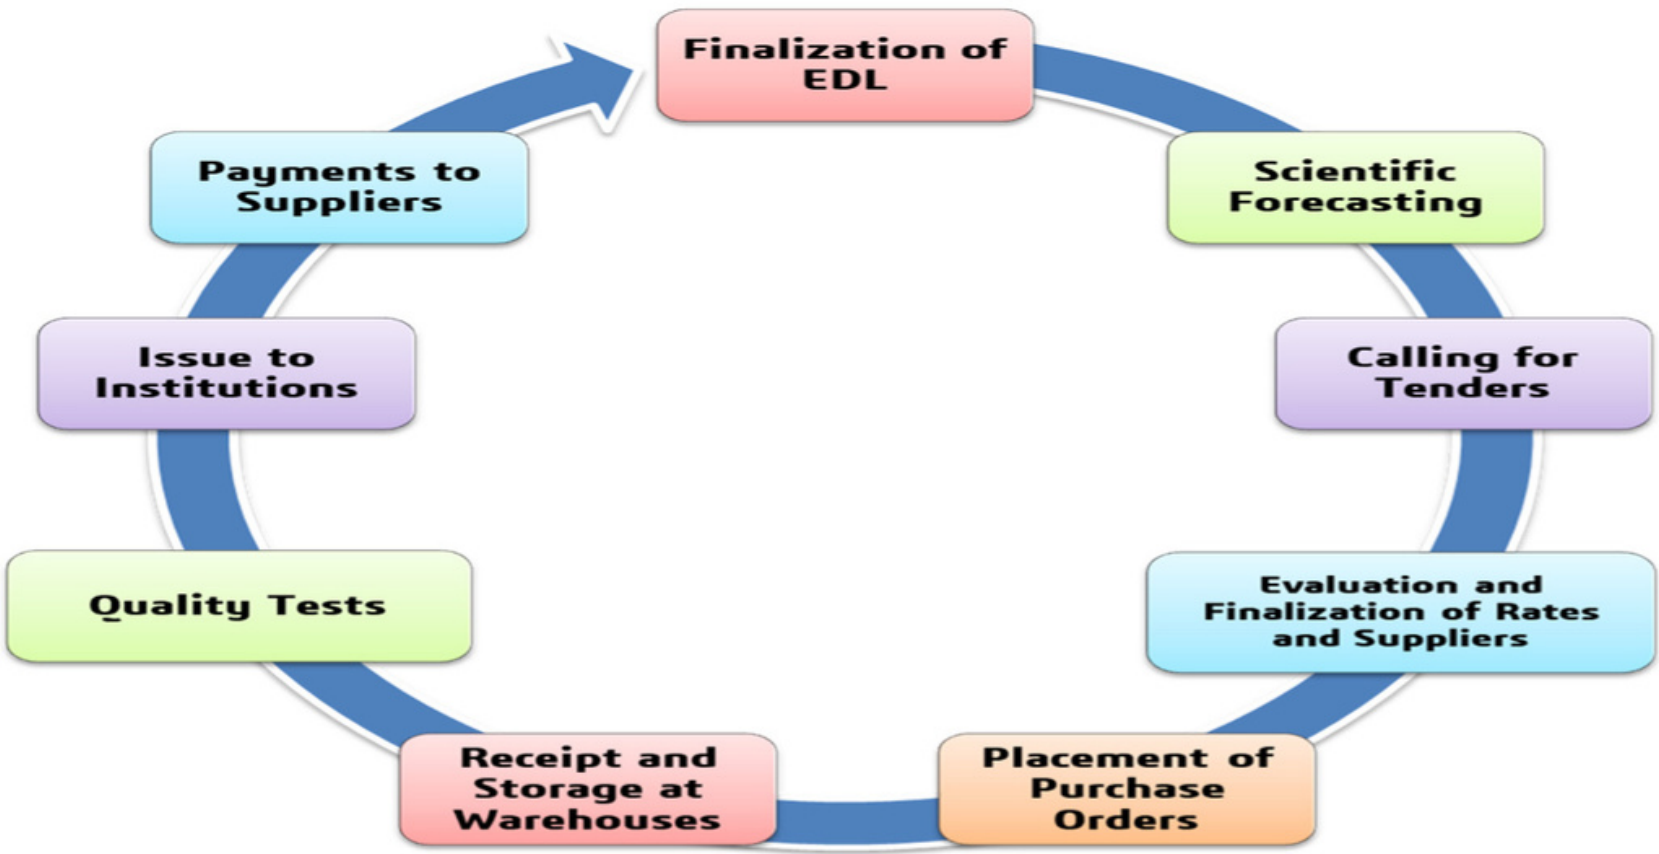 Finalization of
EDL
Scientific
Forecasting
Calling for
Tenders
Evaluation and
Finalization of Rates
and Suppliers
Placement of
Purchase
Orders
Receipt and
Storage at
Warehouses
Quality Tests
Issue to
Institutions
Payments to
Suppliers